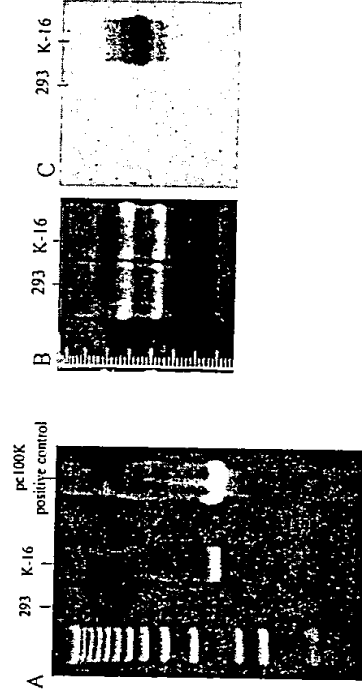 A
293
K-16
pc100K
positive control
B
293
K-16
C
293
K-16